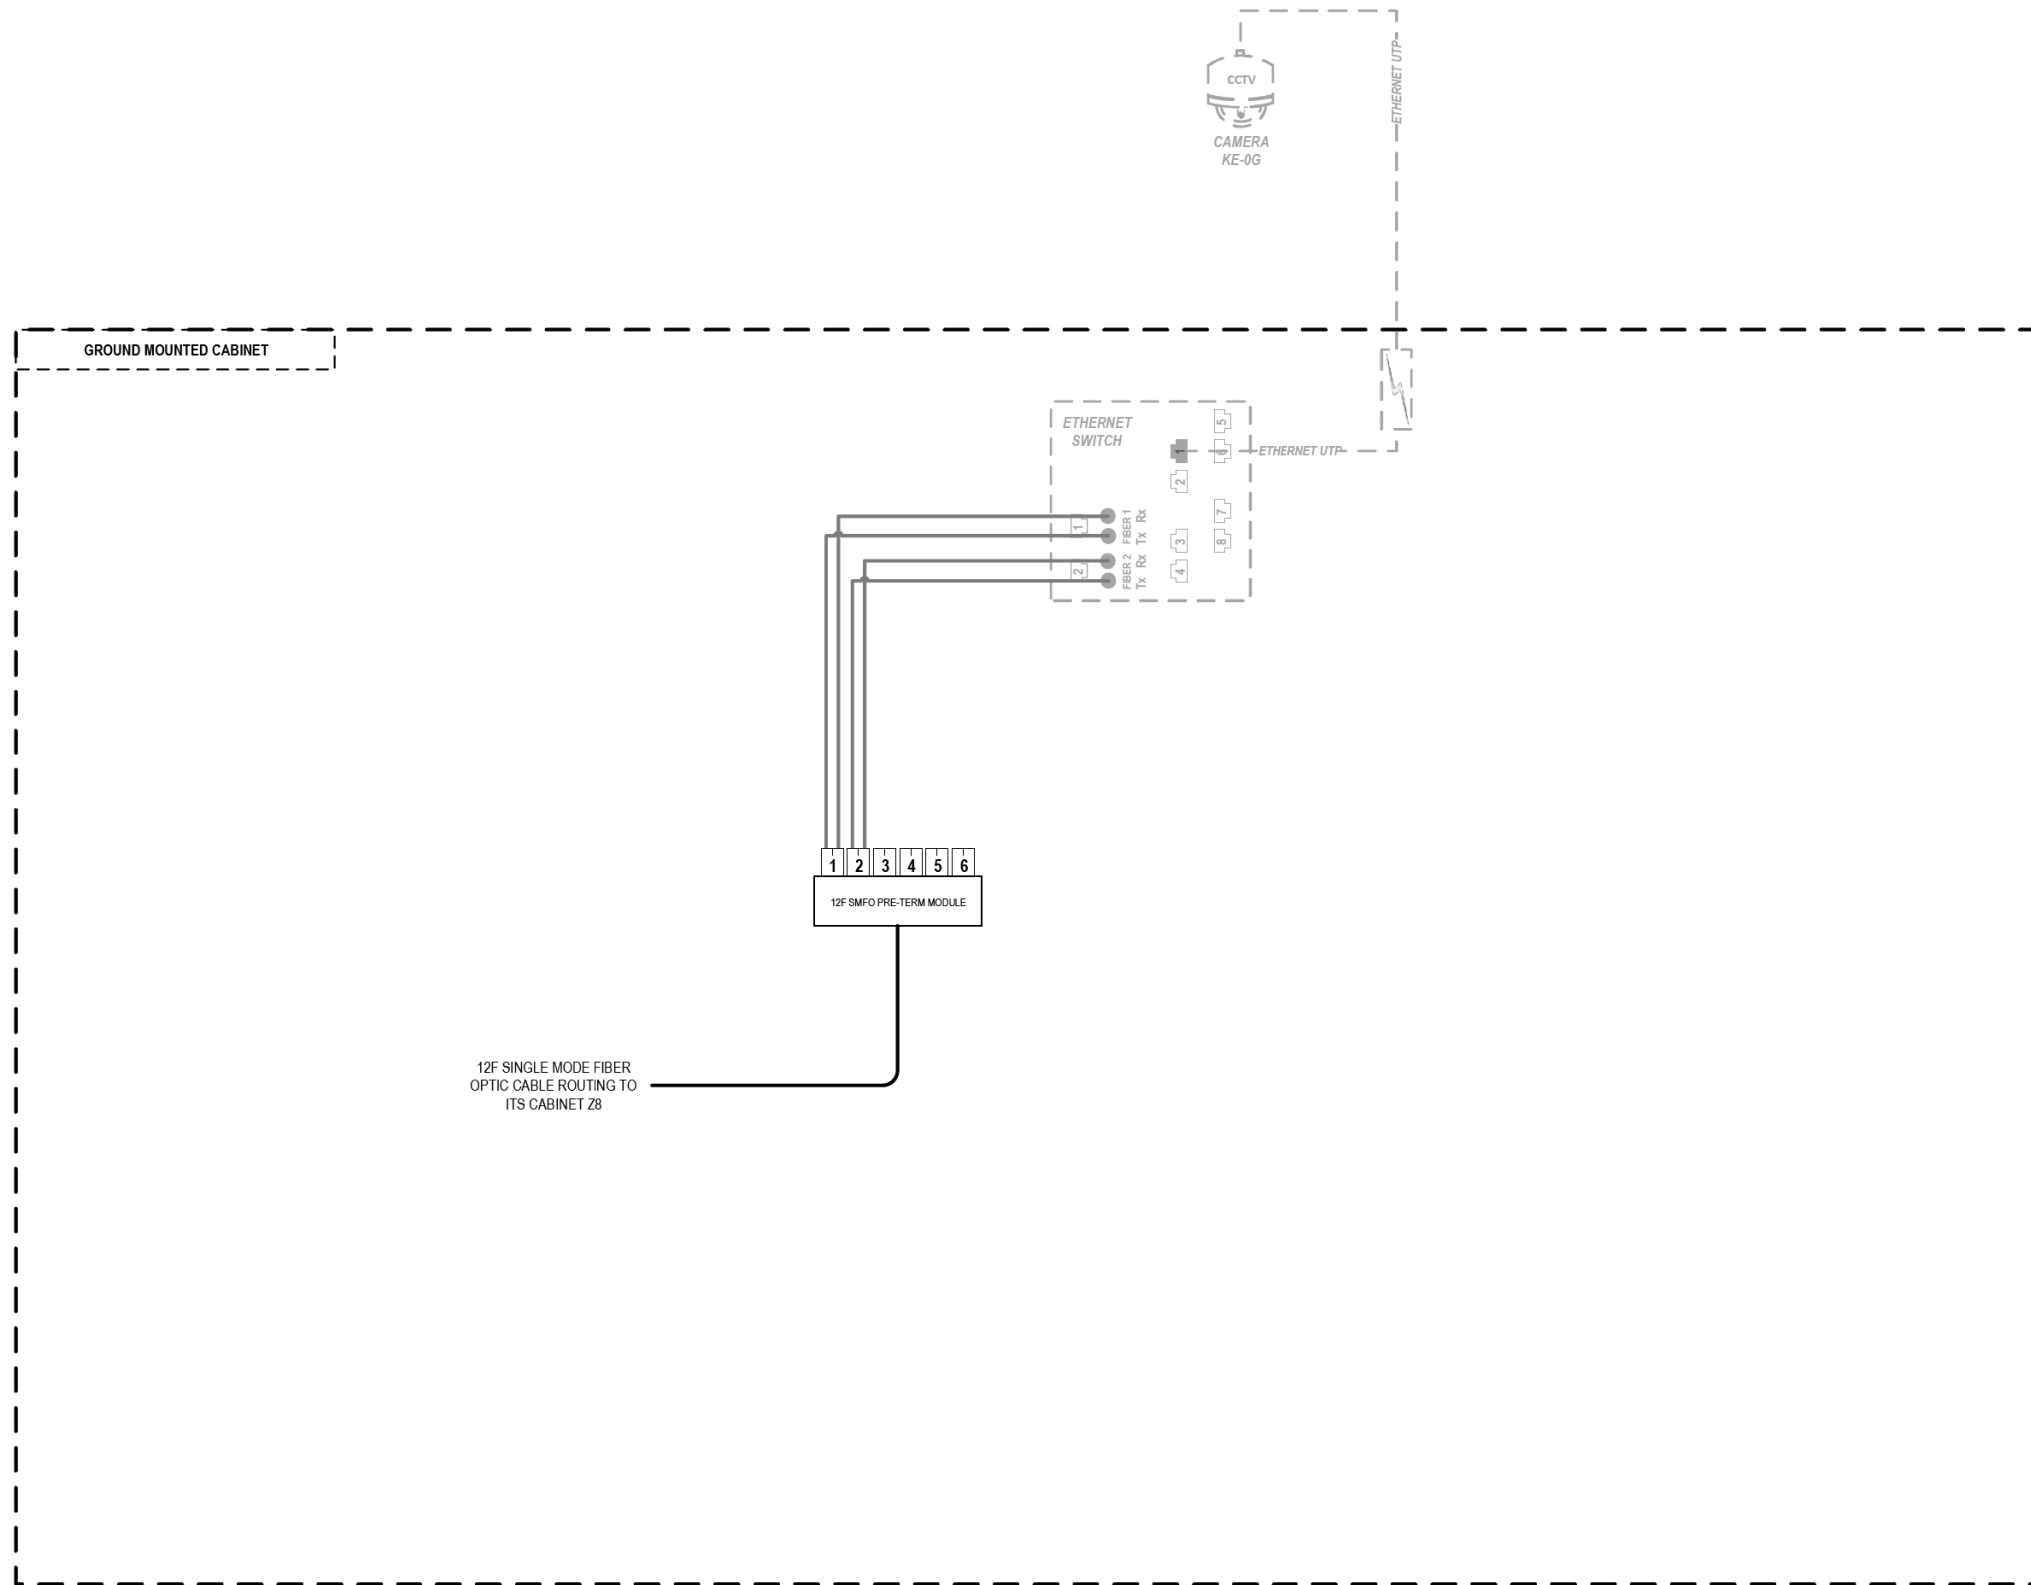 CCTV
CAMERA
KE-0G
ETHERNET UTP
GROUND MOUNTED CABINET
ETHERNET
SWITCH
5
1
6
ETHERNET UTP
2
7
1
FIBER 1
Rx
Tx
3
8
2
FIBER 2
Rx
Tx
4
1 2 3 4 5 6
12F SMFO PRE-TERM MODULE
12F SINGLE MODE FIBER
OPTIC CABLE ROUTING TO
ITS CABINET Z8